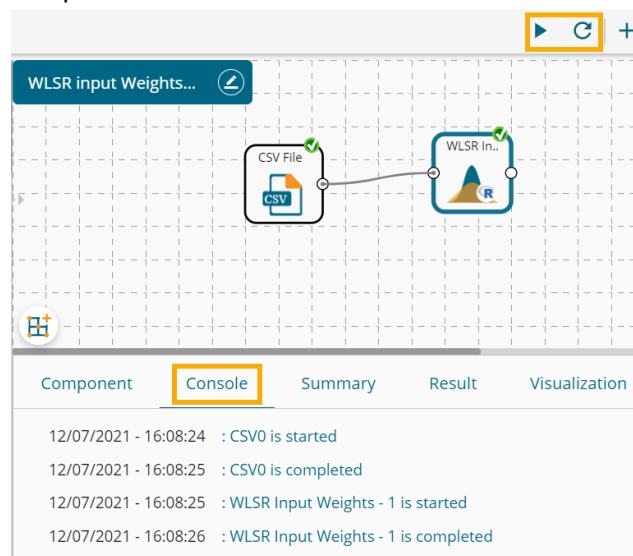 WLSR input Weights...
CSV File
CSV
WLSR In..
R
Component Console Summary Result Visualization
12/07/2021 - 16:08:24 : CSV0 is started
12/07/2021 - 16:08:25 : CSV0 is completed
12/07/2021 - 16:08:25 : WLSR Input Weights - 1 is started
12/07/2021 - 16:08:26 : WLSR Input Weights - 1 is completed